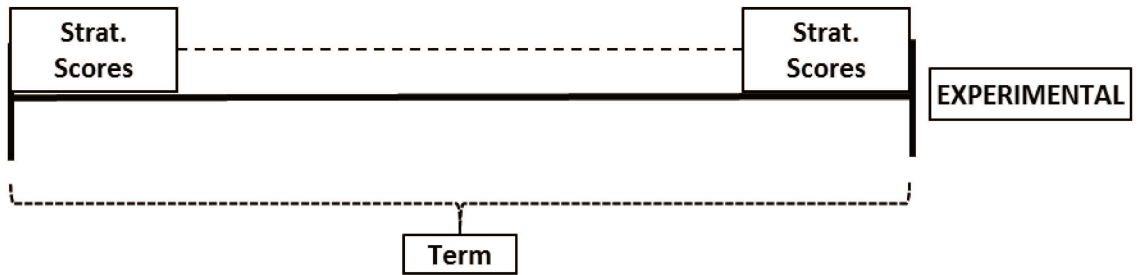 Strat.
Scores
Strat.
Scores
EXPERIMENTAL
Term